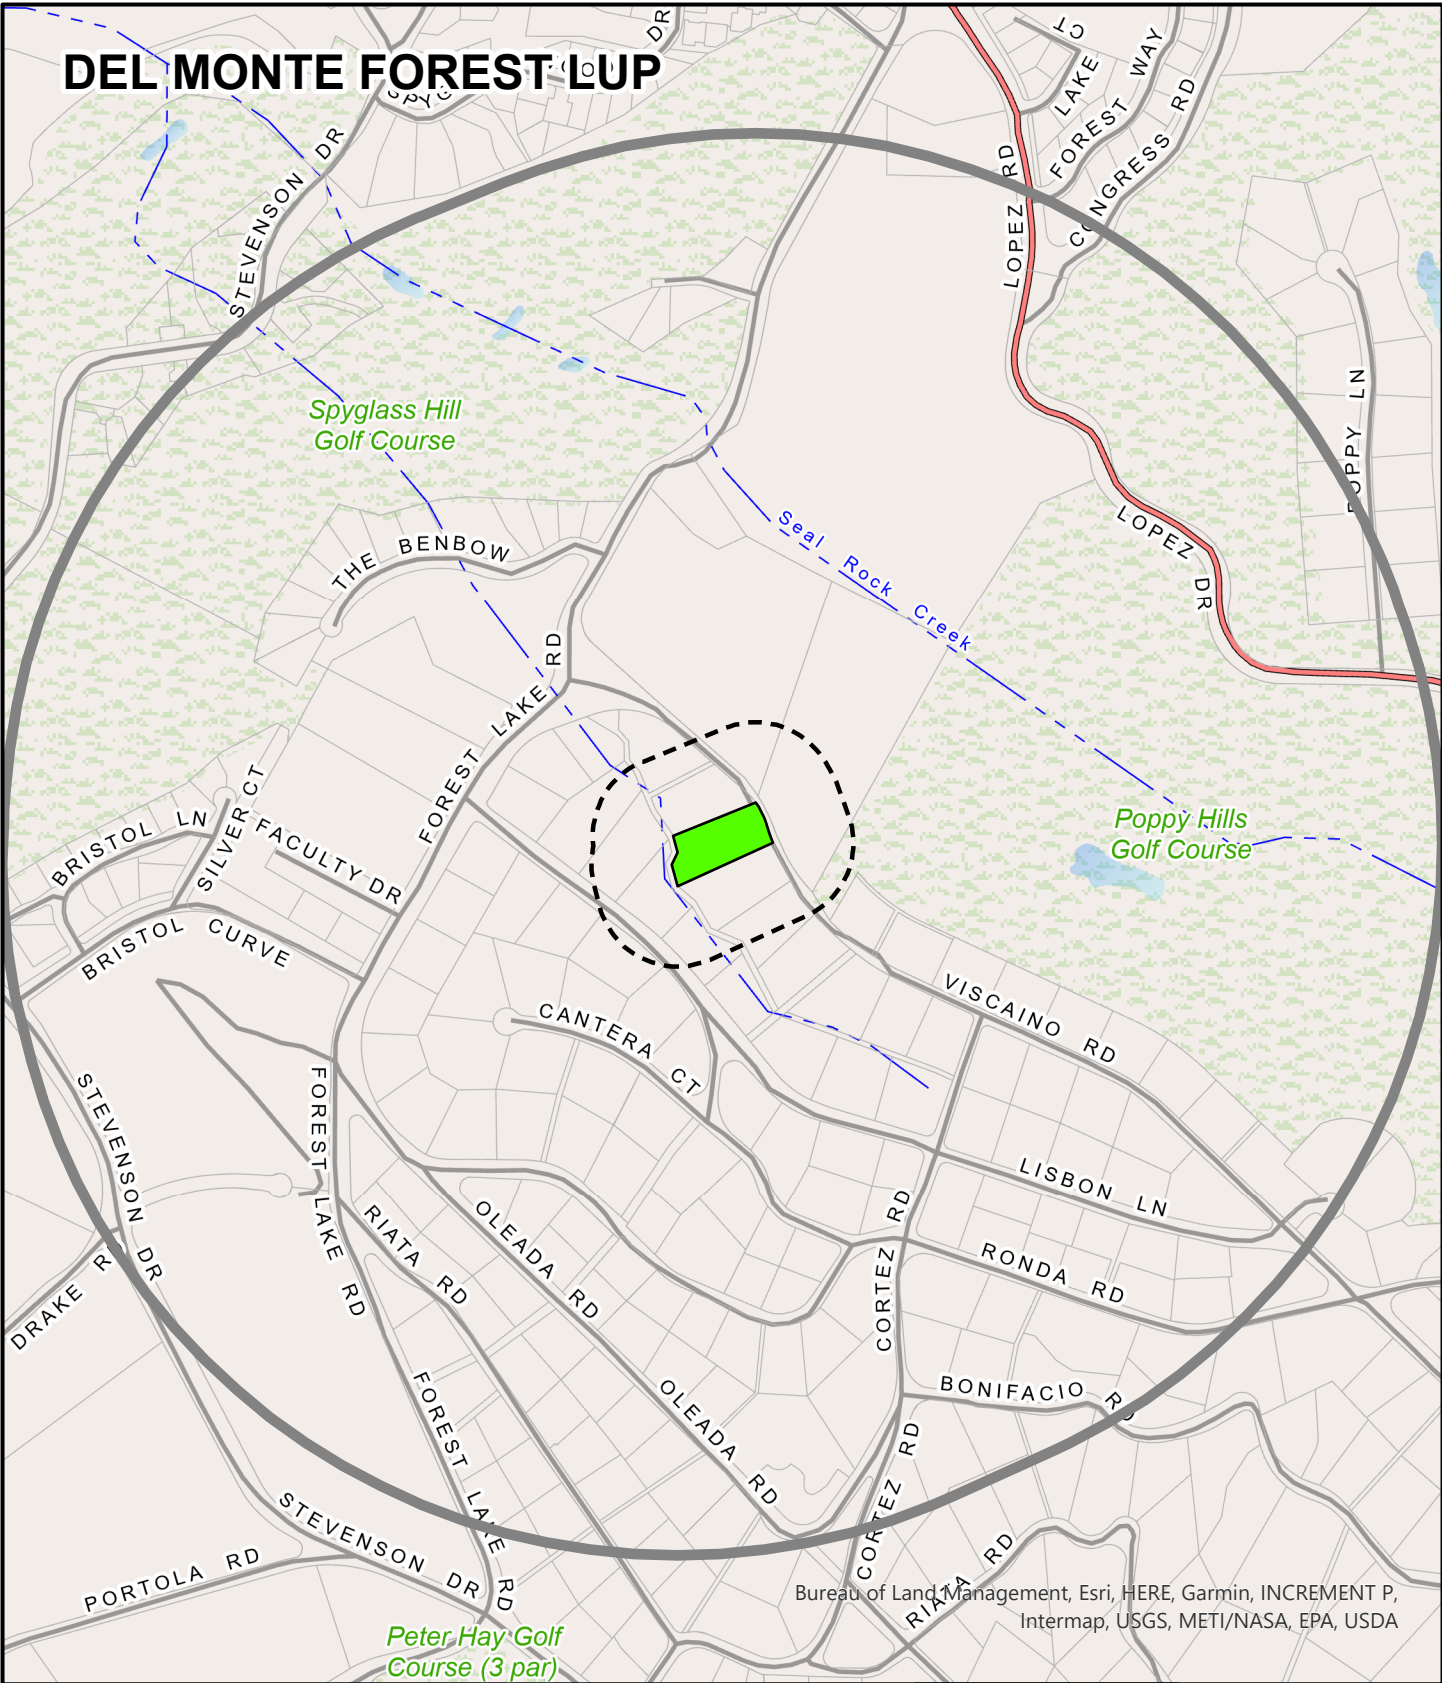 DEL MONTE FOREST LUP
DR
SPYG
STEVENSON DR
LAKE CT
FOREST WAY
CONGRESS RD
LOPEZ RD
POPPY LN
Spyglass Hill
Golf Course
THE BENBOW
Seal Rock Creek
LOPEZ DR
FOREST LAKE RD
Poppy Hills
Golf Course
BRISTOL LN
SILVER CT
FACULTY DR
BRISTOL CURVE
VISCAINO RD
CANTERA CT
STEVENSON DR
FOREST LAKE RD
LISBON LN
RIATA RD
OLEADA RD
CORTEZ RD
RONDA RD
DRAKE R
FOREST LAKE RD
OLEADA RD
BONIFACIO RD
CORTEZ RD
STEVENSON DR
PORTOLA RD
RIATA RD
Bureau of Land Management, Esri, HERE, Garmin, INCREMENT P,
Intermap, USGS, METI/NASA, EPA, USDA
Peter Hay Golf
Course (3 par)